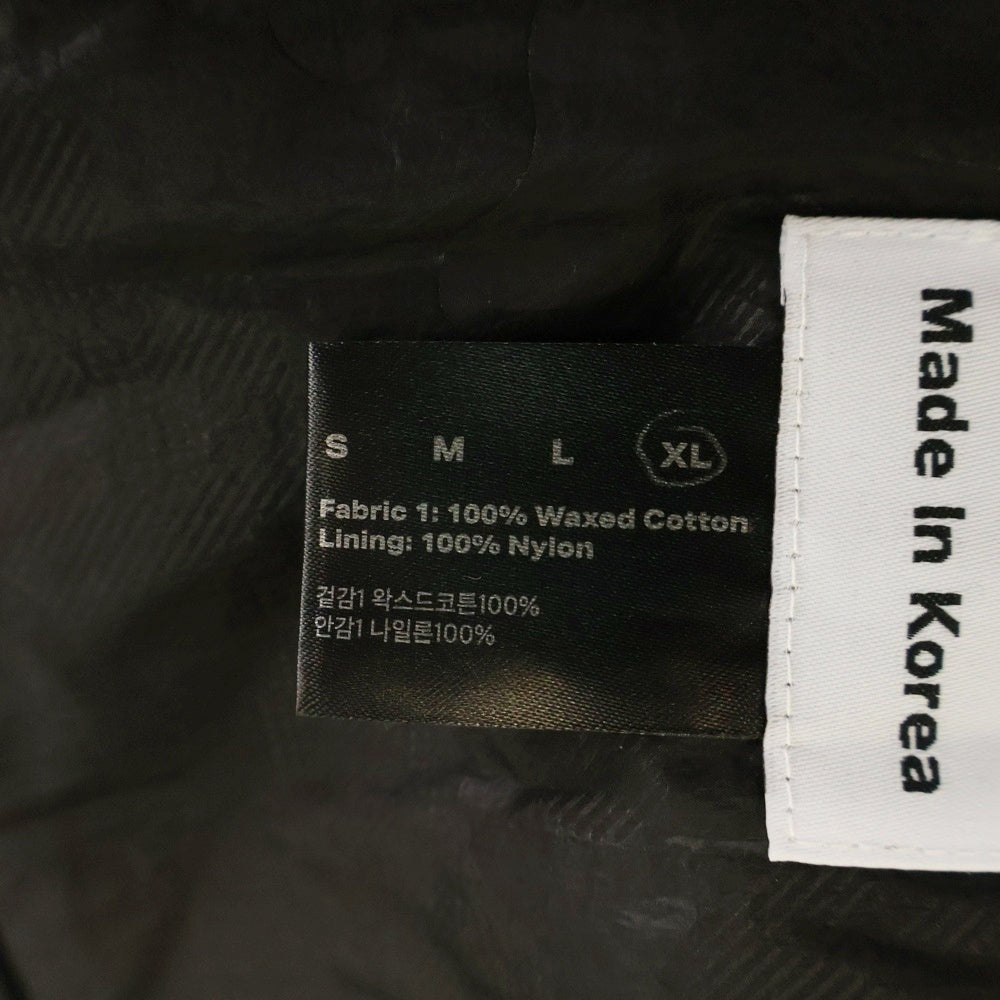 S M L XL
Fabric 1: 100% Waxed Cotton
Lining: 100% Nylon
겉감1 왁스드코튼100%
안감1 나일론100%
Made In Korea